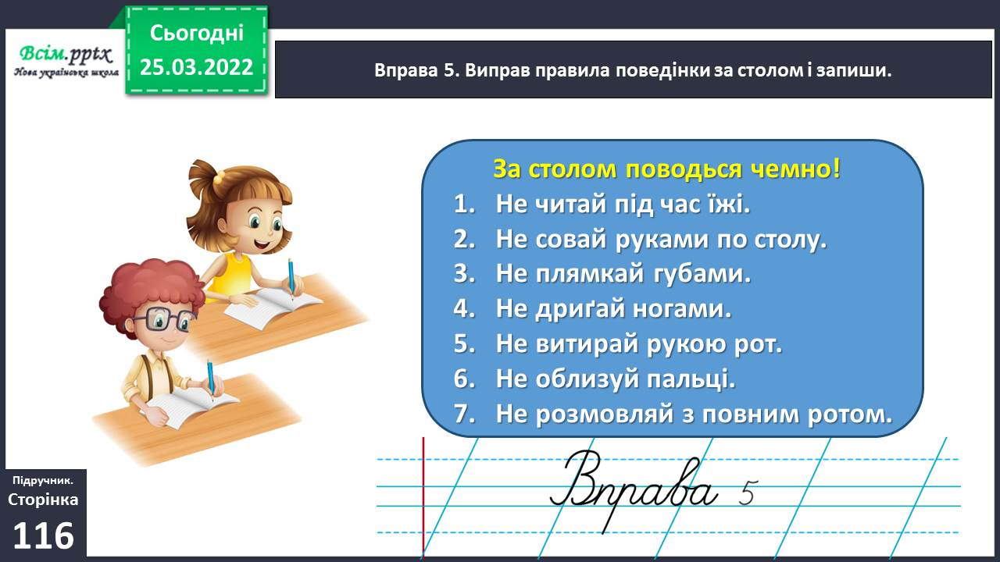 Сьогодні
25.03.2022
Всім.pptx
Нова українська школа
Вправа 5. Виправ правила поведінки за столом і запиши.
За столом поводься чемно!
1. Не читай під час їжі.
2. Не совай руками по столу.
3. Не плямкай губами.
4. Не дриґай ногами.
5. Не витирай рукою рот.
6. Не облизуй пальці.
7. Не розмовляй з повним ротом.
Вправа 5
Підручник.
Сторінка
116